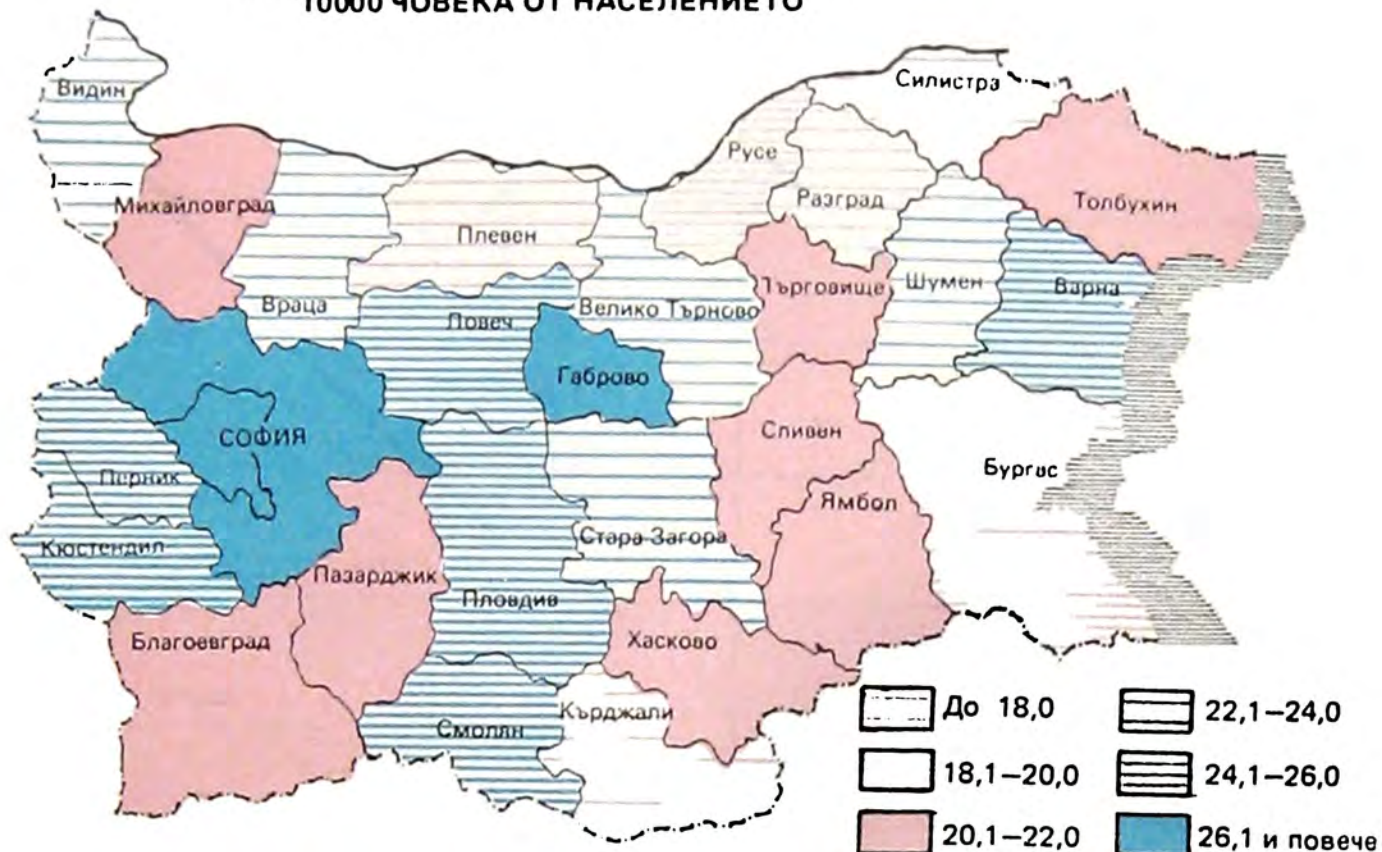 10000 ЧОВЕКА ОТ НАСЕЛЕНИЕТО
Видин
Силистра
Русе
Михайловград
Разград
Толбухин
Плевен
Враца
Ловеч
Велико Търново
Търговище
Шумен
Варна
Габрово
СОФИЯ
Сливен
Перник
Бургас
Ямбол
Кюстендил
Стара Загора
Пазарджик
Пловдив
Благоевград
Хасково
Смолян
Кърджали
До 18,0
18,1–20,0
20,1–22,0
22,1–24,0
24,1–26,0
26,1 и повече